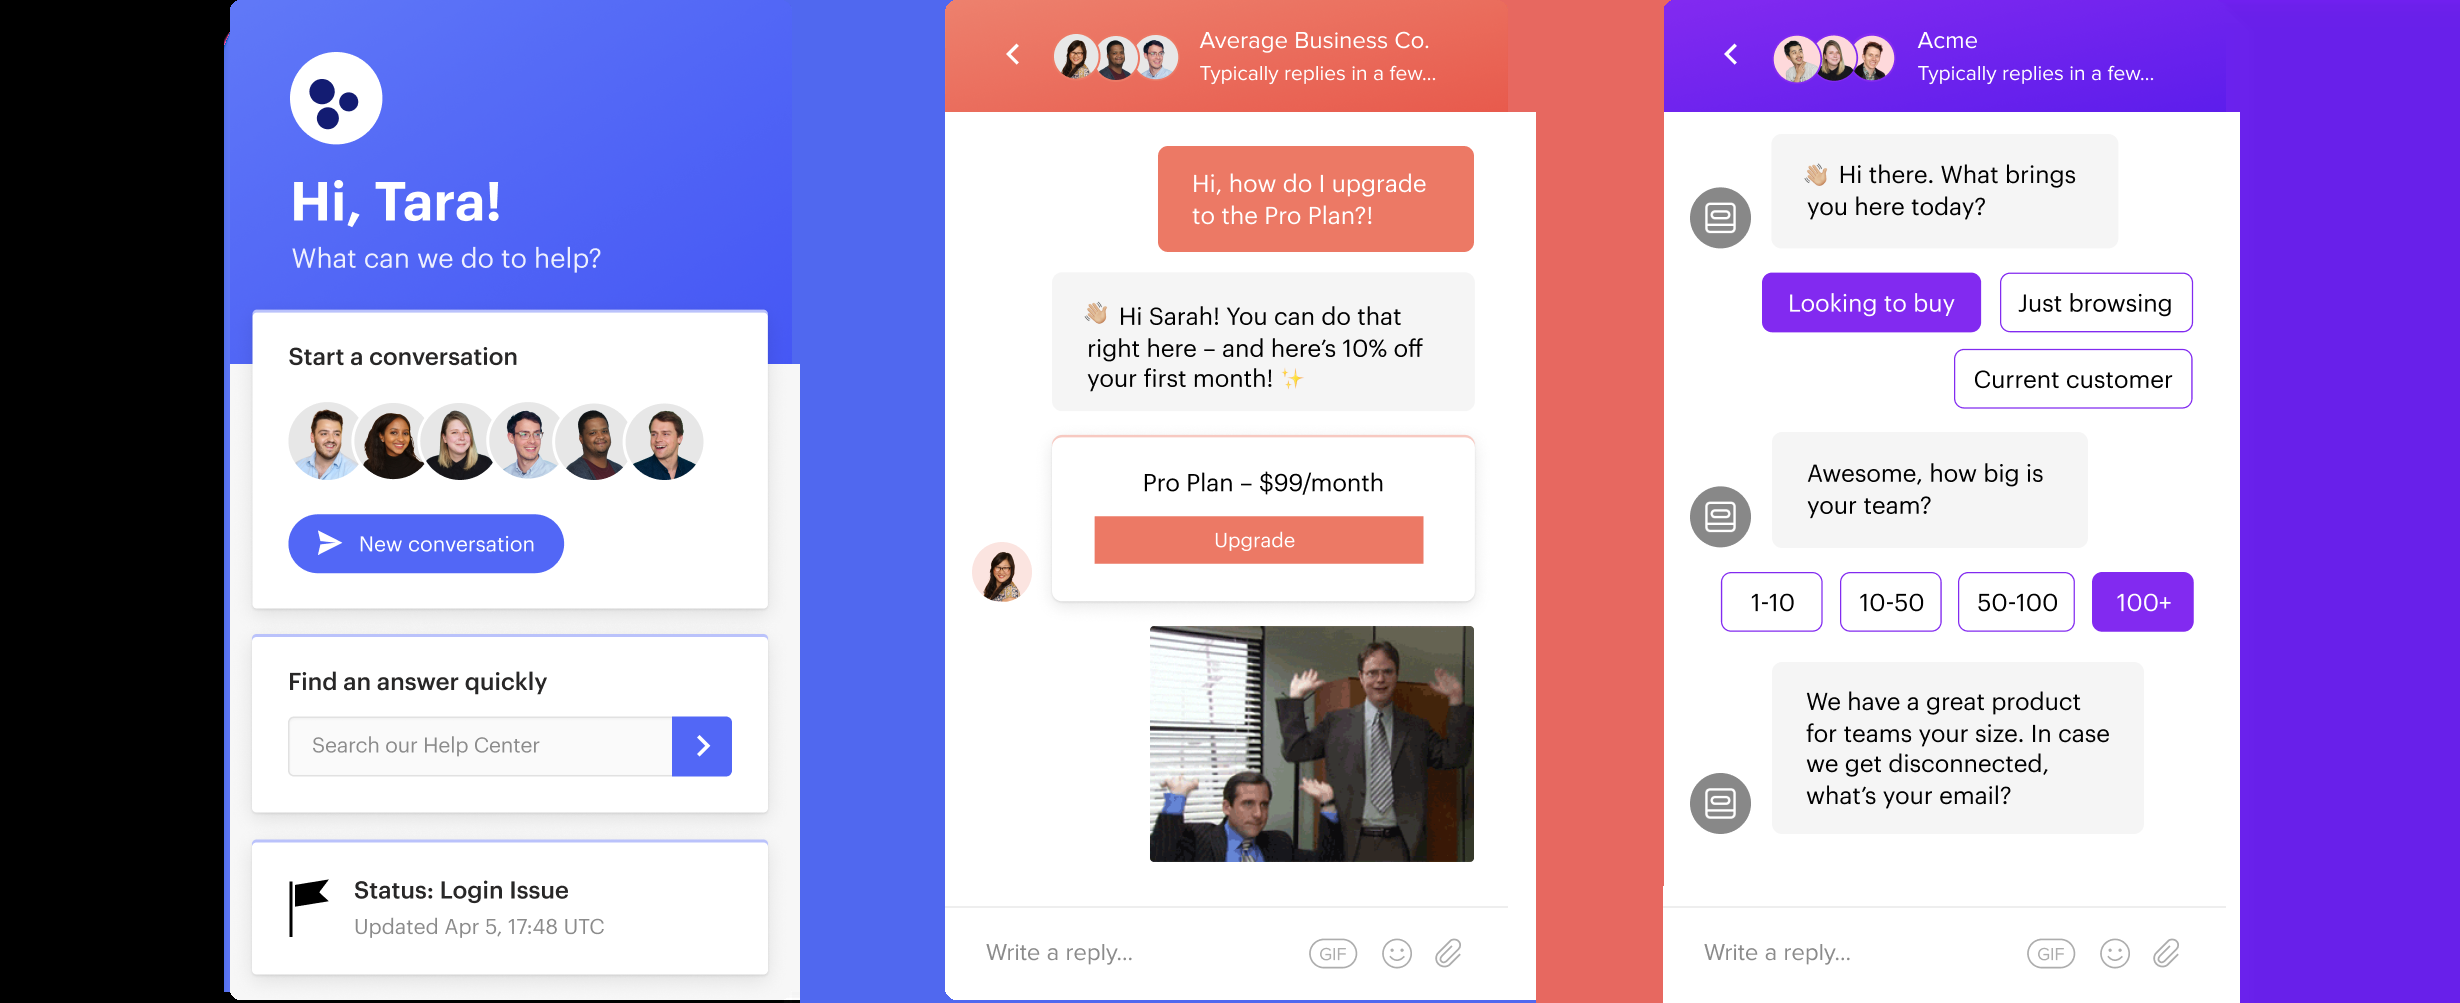 Hi, Tara!
What can we do to help?
Start a conversation
New conversation
Find an answer quickly
Search our Help Center
Status: Login Issue
Updated Apr 5, 17:48 UTC
Average Business Co.
Typically replies in a few...
Hi, how do I upgrade
to the Pro Plan?!
👋🏼 Hi Sarah! You can do that
right here – and here’s 10% off
your first month! ✨
Pro Plan – $99/month
Upgrade
Write a reply...
GIF
Acme
Typically replies in a few...
👋🏼 Hi there. What brings
you here today?
Looking to buy
Just browsing
Current customer
Awesome, how big is
your team?
1-10
10-50
50-100
100+
We have a great product
for teams your size. In case
we get disconnected,
what’s your email?
Write a reply...
GIF